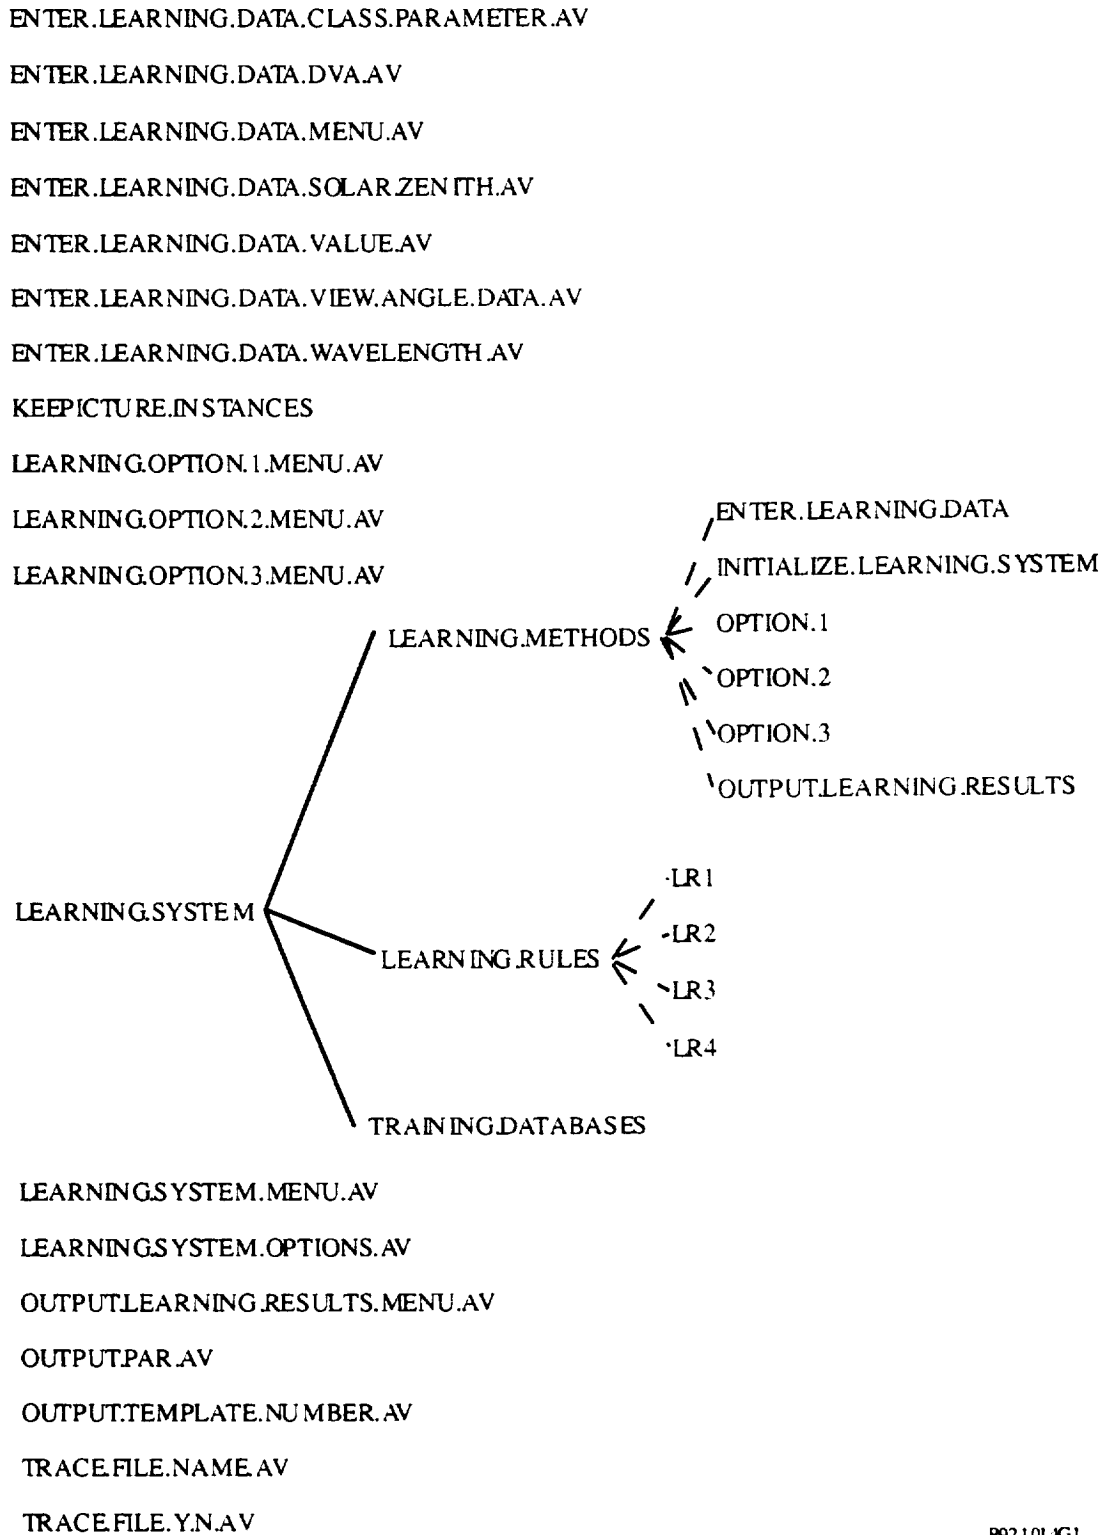 ENTER.LEARNING.DATA.CLASS.PARAMETER.AV
ENTER.LEARNING.DATA.DVA.AV
ENTER.LEARNING.DATA.MENU.AV
ENTER.LEARNING.DATA.SOLAR.ZENITH.AV
ENTER.LEARNING.DATA.VALUE.AV
ENTER.LEARNING.DATA.VIEW.ANGLE.DATA.AV
ENTER.LEARNING.DATA.WAVELENGTH.AV
KEEPICTURE.INSTANCES
LEARNING.OPTION.1.MENU.AV
LEARNING.OPTION.2.MENU.AV
LEARNING.OPTION.3.MENU.AV
ENTER.LEARNING.DATA
INITIALIZE.LEARNING.SYSTEM
LEARNING.METHODS
OPTION.1
OPTION.2
OPTION.3
OUTPUT.LEARNING.RESULTS
LEARNING.SYSTEM
LEARNING.RULES
LR1
LR2
LR3
LR4
TRAINING.DATABASES
LEARNING.SYSTEM.MENU.AV
LEARNING.SYSTEM.OPTIONS.AV
OUTPUT.LEARNING.RESULTS.MENU.AV
OUTPUT.PAR.AV
OUTPUT.TEMPLATE.NUMBER.AV
TRACE.FILE.NAME.AV
TRACE.FILE.Y.N.AV